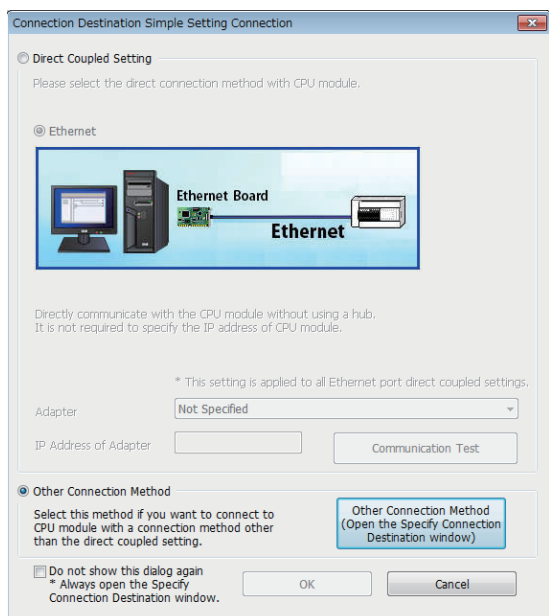 Connection Destination Simple Setting Connection
Direct Coupled Setting
Please select the direct connection method with CPU module.
Ethernet
Ethernet Board
Ethernet
Directly communicate with the CPU module without using a hub.
It is not required to specify the IP address of CPU module.
* This setting is applied to all Ethernet port direct coupled settings.
Adapter
Not Specified
IP Address of Adapter
Communication Test
Other Connection Method
Select this method if you want to connect to
CPU module with a connection method other
than the direct coupled setting.
Other Connection Method
(Open the Specify Connection
Destination window)
Do not show this dialog again
* Always open the Specify
Connection Destination window.
OK
Cancel